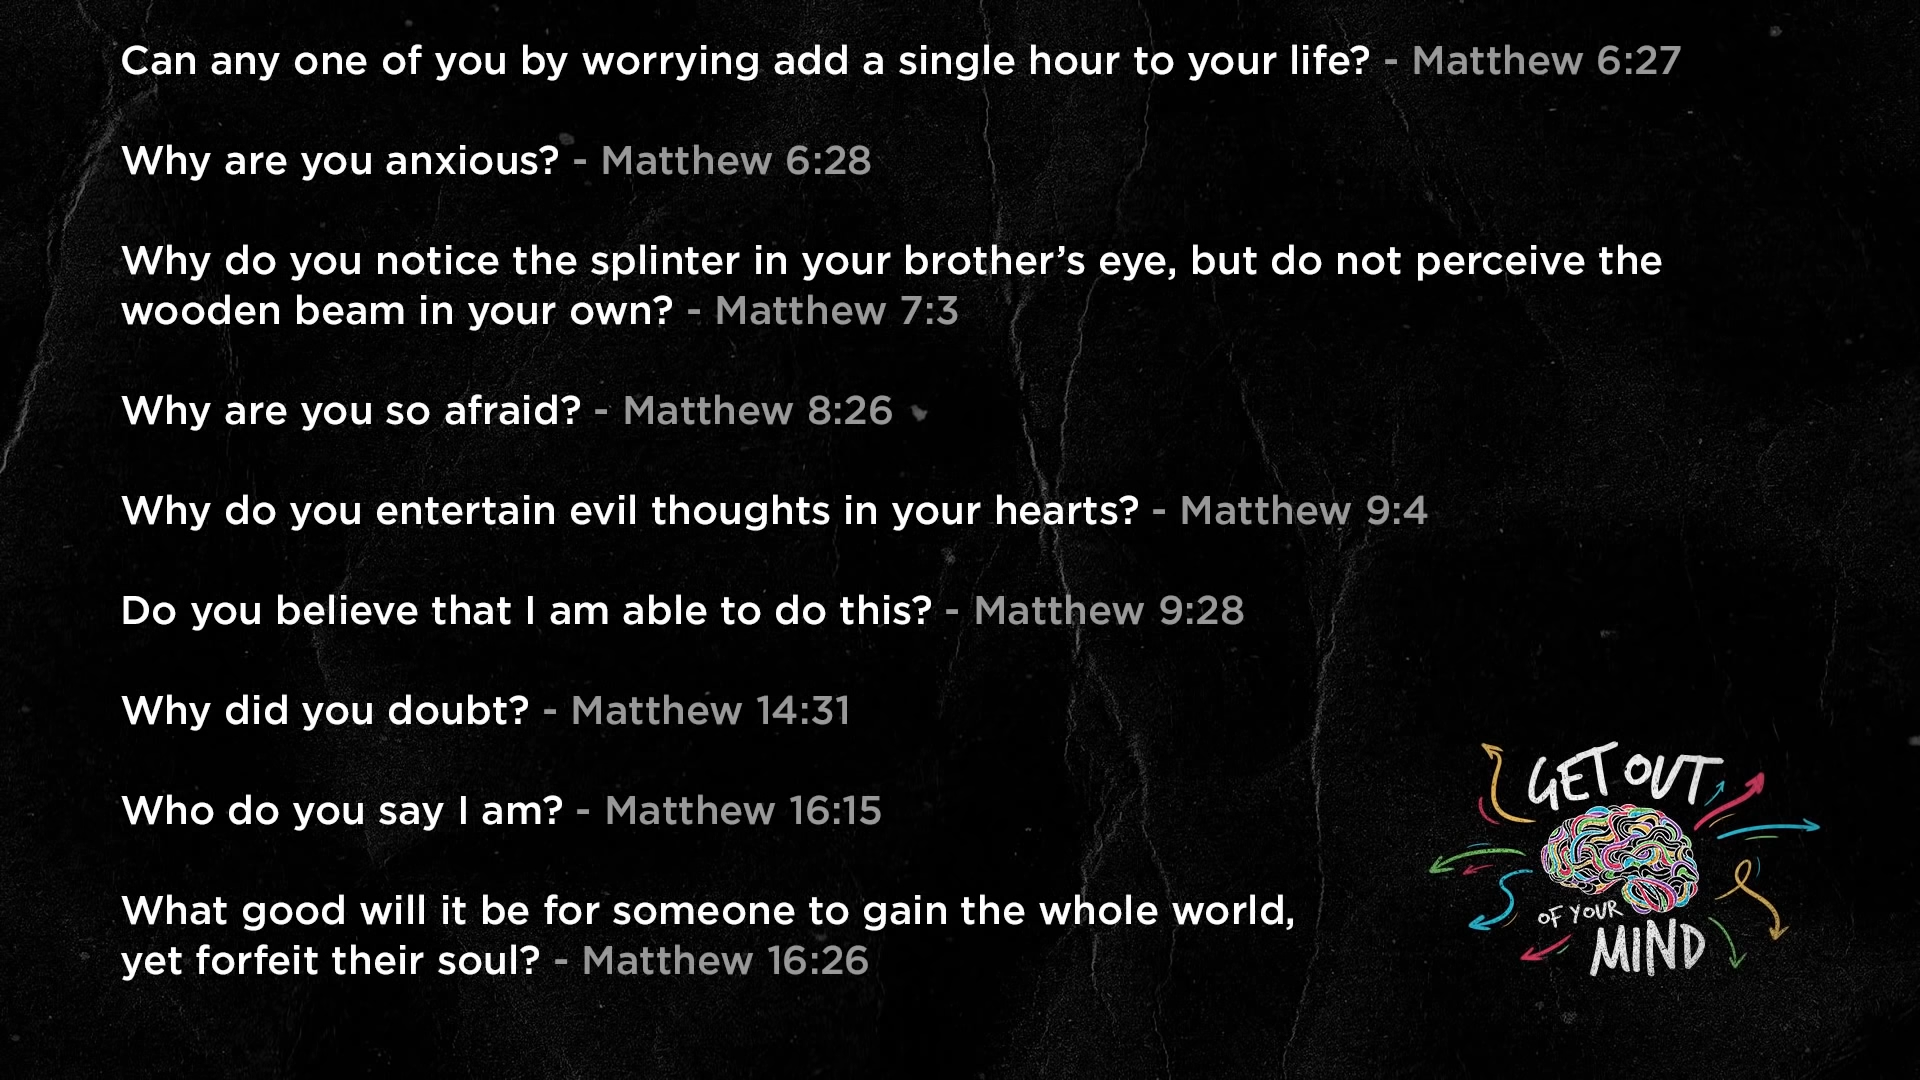 Can any one of you by worrying add a single hour to your life? - Matthew 6:27
Why are you anxious? - Matthew 6:28
Why do you notice the splinter in your brother’s eye, but do not perceive the
wooden beam in your own? - Matthew 7:3
Why are you so afraid? - Matthew 8:26
Why do you entertain evil thoughts in your hearts? - Matthew 9:4
Do you believe that I am able to do this? - Matthew 9:28
Why did you doubt? - Matthew 14:31
Who do you say I am? - Matthew 16:15
What good will it be for someone to gain the whole world,
yet forfeit their soul? - Matthew 16:26
GET OUT
OF YOUR
MIND